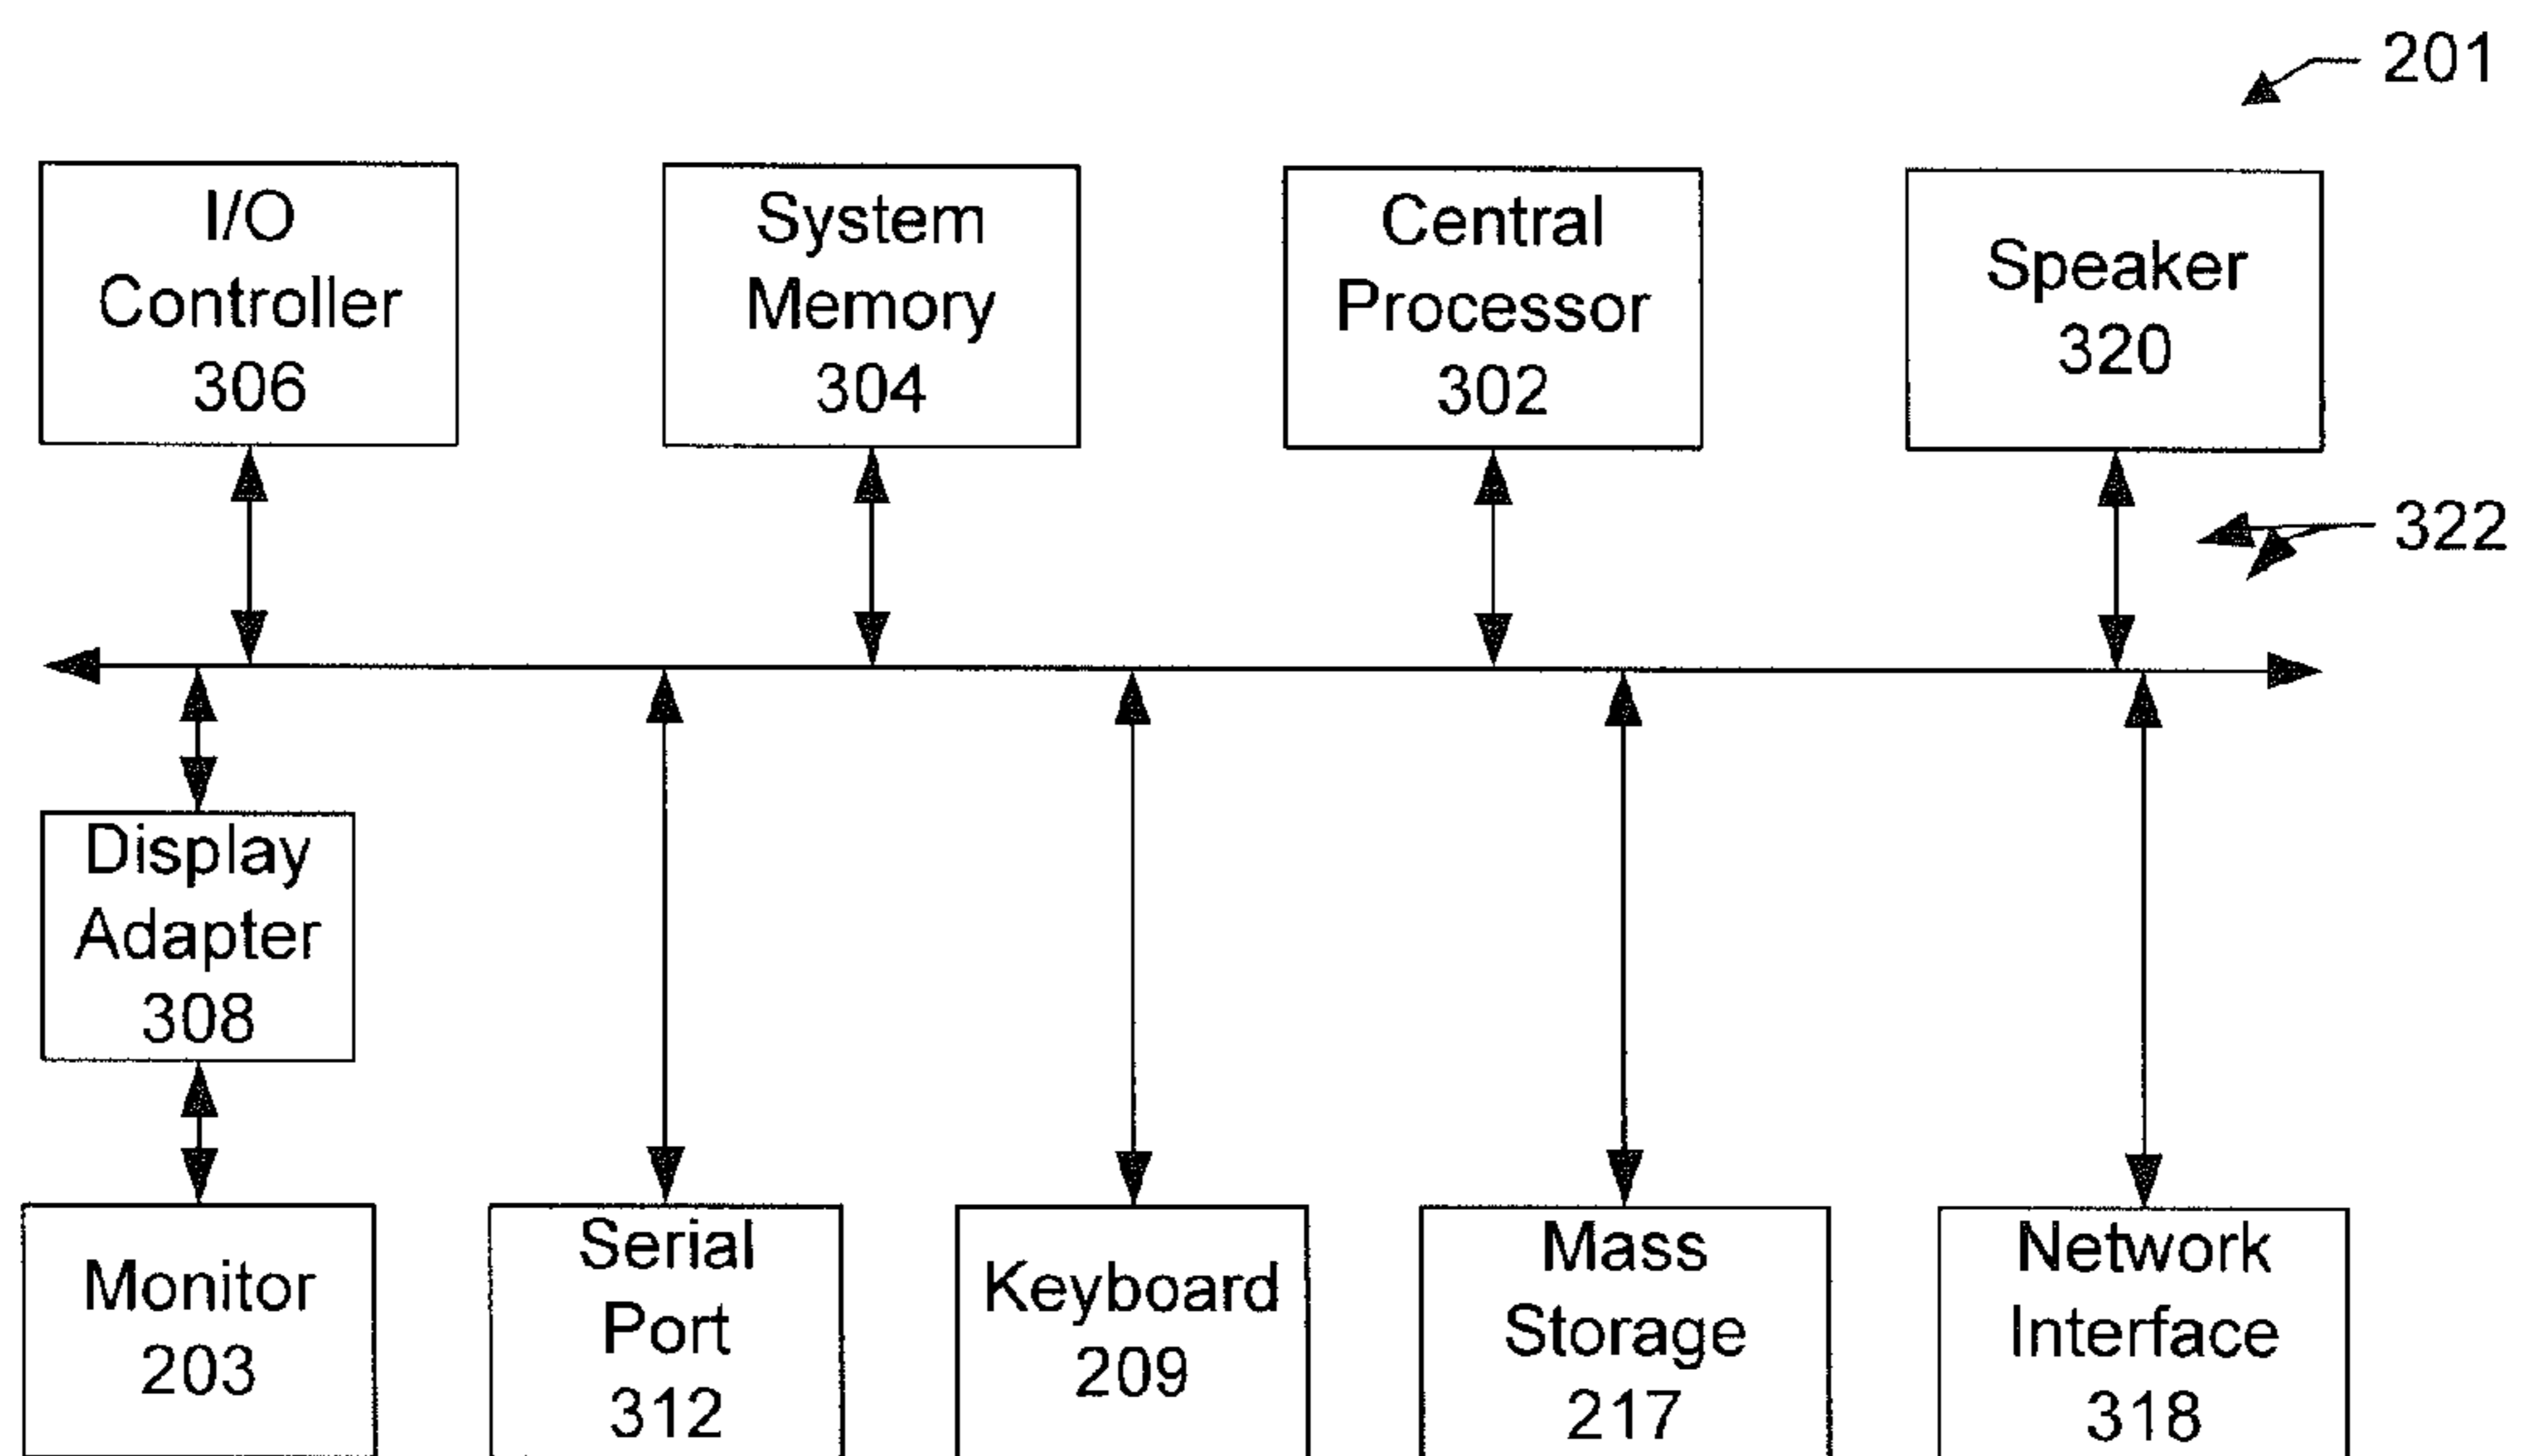 201
I/O
Controller
306
System
Memory
304
Central
Processor
302
Speaker
320
322
Display
Adapter
308
Monitor
203
Serial
Port
312
Keyboard
209
Mass
Storage
217
Network
Interface
318